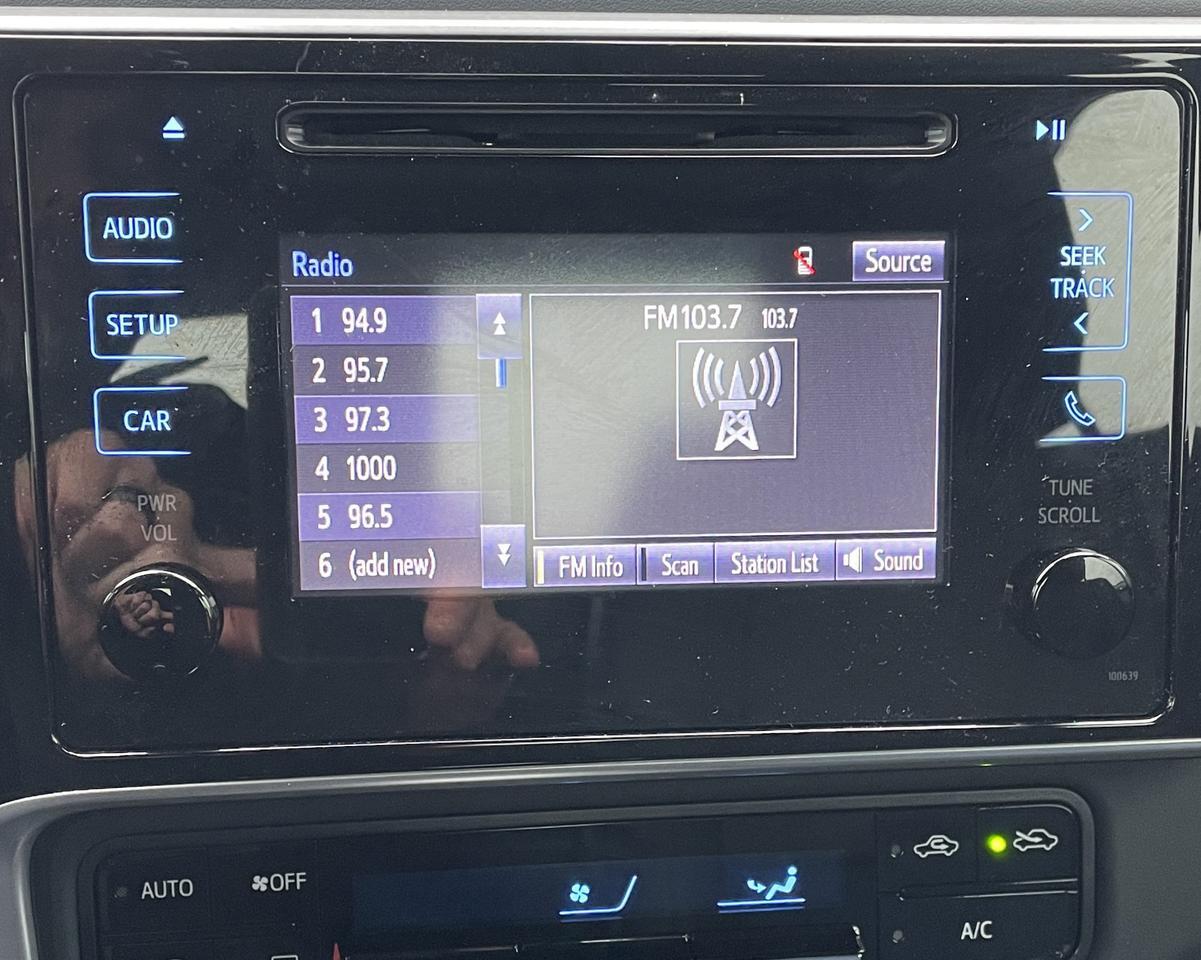 AUDIO
SETUP
CAR
PWR
VOL
Radio
Source
1 94.9
2 95.7
3 97.3
4 1000
5 96.5
6 (add new)
FM103.7 103.7
FM Info
Scan
Station List
Sound
SEEK
TRACK
TUNE
SCROLL
100639
AUTO
OFF
A/C